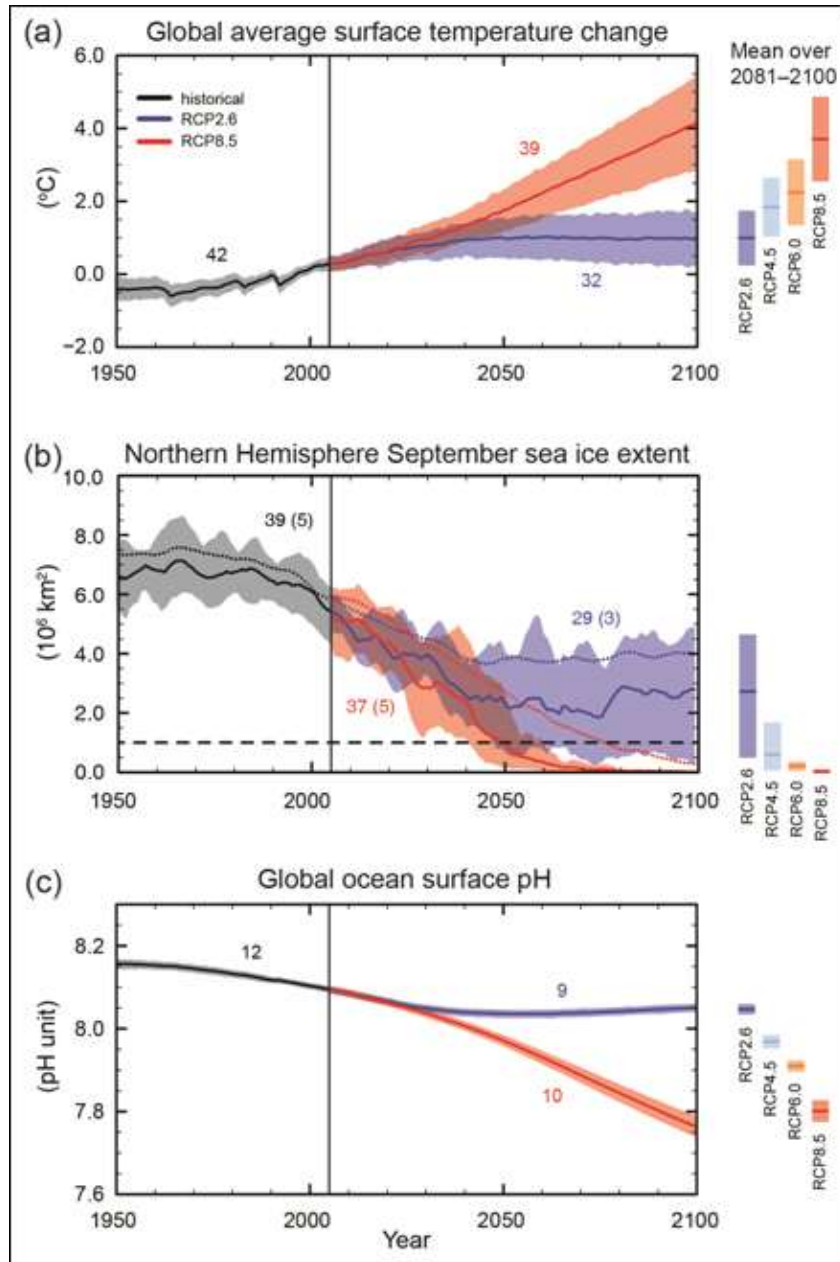 (a) Global average surface temperature change
Mean over
2081–2100
6.0
4.0
2.0
0.0
−2.0
(°C)
historical
RCP2.6
RCP8.5
42
39
32
1950 2000 2050 2100
RCP2.6
RCP4.5
RCP6.0
RCP8.5
(b) Northern Hemisphere September sea ice extent
10.0
8.0
6.0
4.0
2.0
0.0
(10⁶ km²)
39 (5)
29 (3)
37 (5)
1950 2000 2050 2100
RCP2.6
RCP4.5
RCP6.0
RCP8.5
(c) Global ocean surface pH
8.2
8.0
7.8
7.6
(pH unit)
12
9
10
1950 2000 2050 2100
Year
RCP2.6
RCP4.5
RCP6.0
RCP8.5